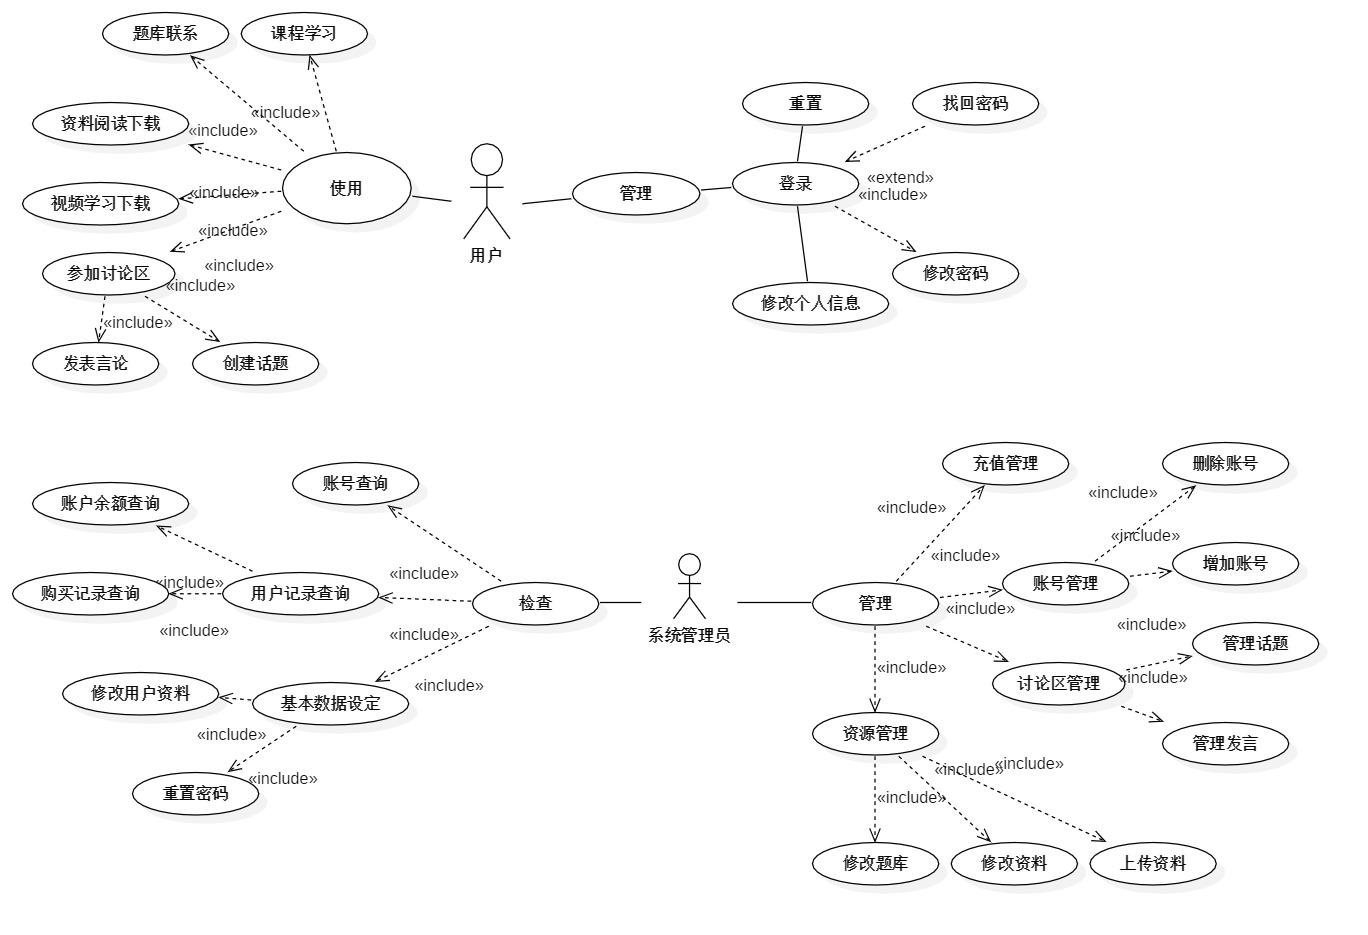 题库联系
课程学习
«include»
资料阅读下载
«include»
视频学习下载
«include»
使用
«include»
参加讨论区
«include»
«include»
«include»
发表言论
创建话题
用户
管理
重置
找回密码
登录
«extend»
«include»
修改密码
修改个人信息
账号查询
账户余额查询
«include»
购买记录查询
«include»
用户记录查询
«include»
检查
«include»
«include»
修改用户资料
基本数据设定
«include»
«include»
重置密码
系统管理员
充值管理
删除账号
«include»
«include»
«include»
«include»
增加账号
账号管理
管理
«include»
«include»
管理话题
«include»
讨论区管理
«include»
资源管理
管理发言
«include»
«include»
«include»
修改题库
修改资料
上传资料